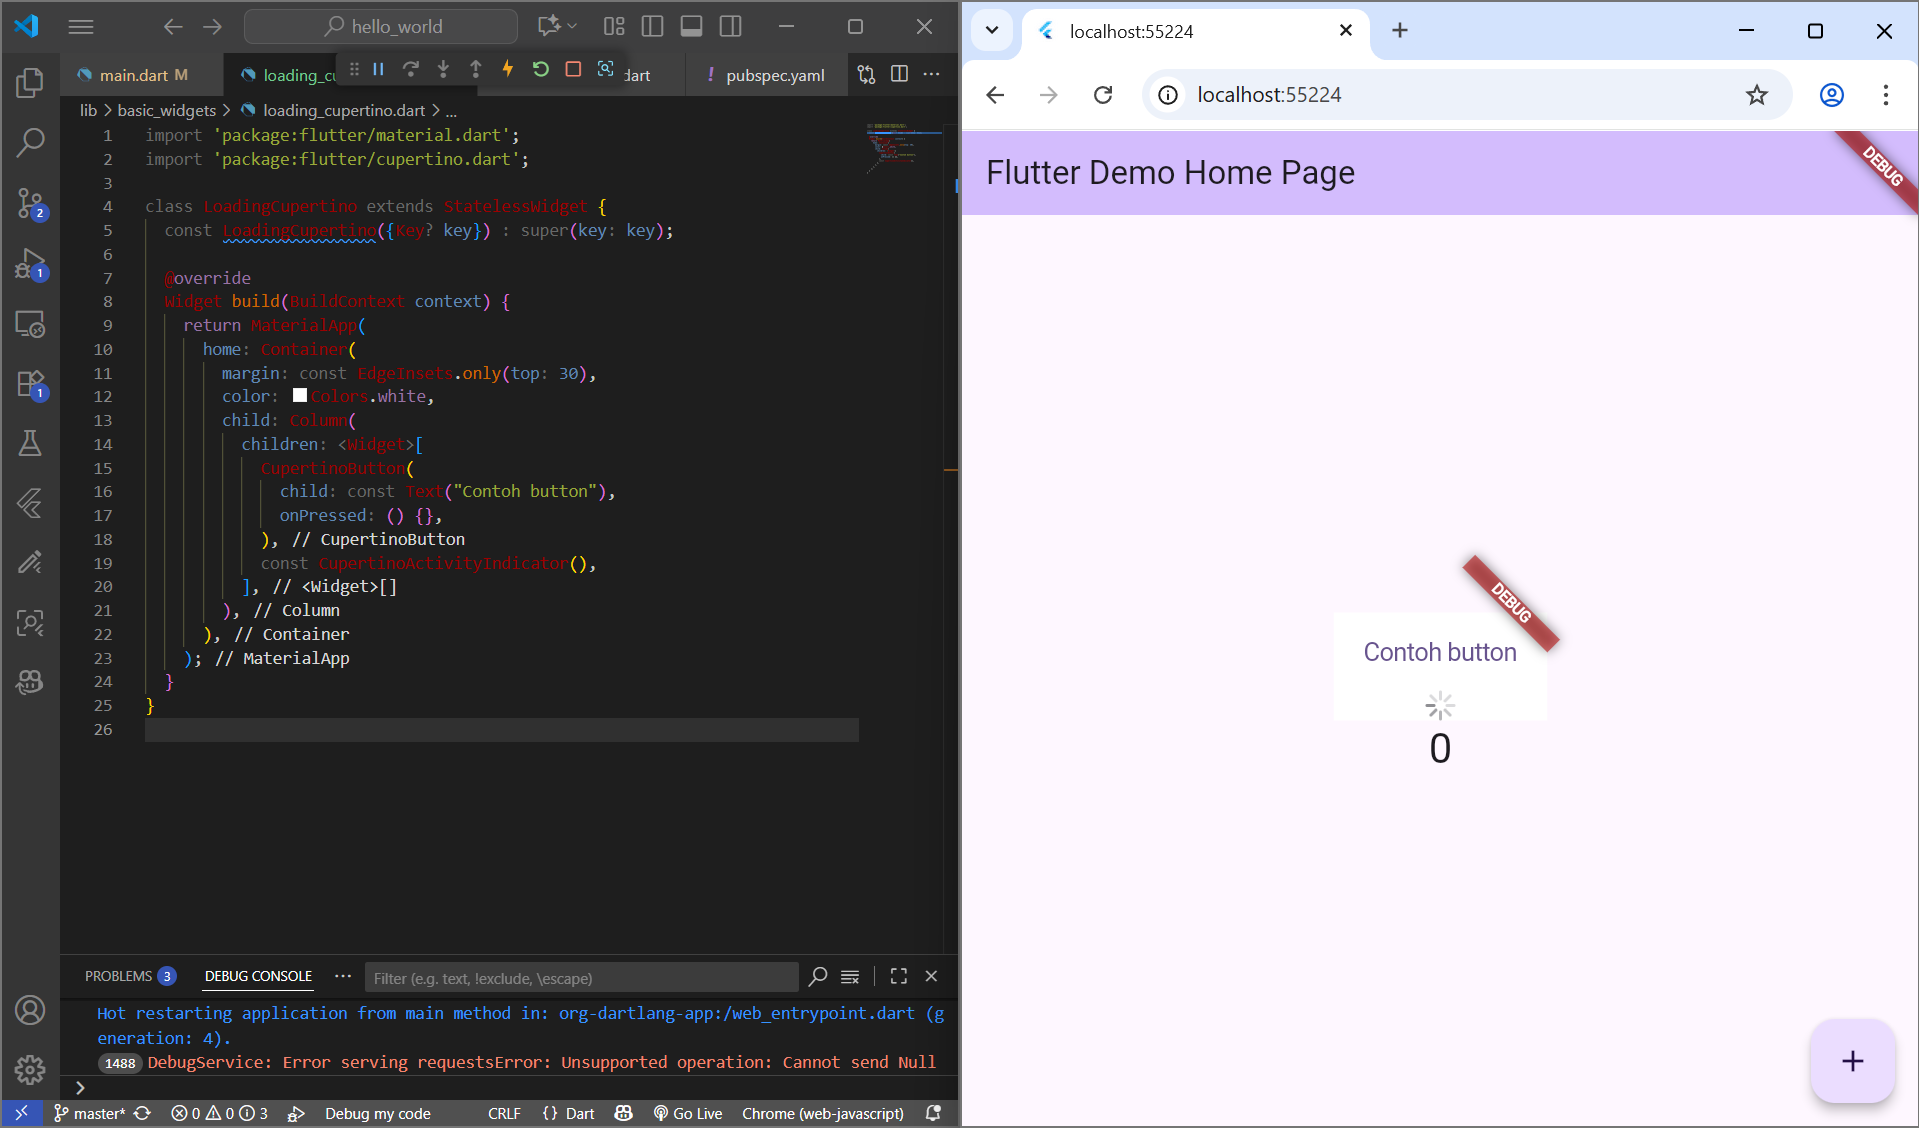 hello_world
main.dart M
loading_cu
dart
! pubspec.yaml
lib > basic_widgets > loading_cupertino.dart > ...
1 import 'package:flutter/material.dart';
2 import 'package:flutter/cupertino.dart';
3
4 class LoadingCupertino extends StatelessWidget {
5 const LoadingCupertino({Key? key}) : super(key: key);
6
7 @override
8 Widget build(BuildContext context) {
9 return MaterialApp(
10 home: Container(
11 margin: const EdgeInsets.only(top: 30),
12 color: Colors.white,
13 child: Column(
14 children: <Widget>[
15 CupertinoButton(
16 child: const Text("Contoh button"),
17 onPressed: () {},
18 ), // CupertinoButton
19 const CupertinoActivityIndicator(),
20 ], // <Widget>[]
21 ), // Column
22 ), // Container
23 ); // MaterialApp
24 }
25 }
26
2
1
1
PROBLEMS 3
DEBUG CONSOLE
...
Filter (e.g. text, !exclude, \escape)
Hot restarting application from main method in: org-dartlang-app:/web_entrypoint.dart (g
eneration: 4).
1488 DebugService: Error serving requestsError: Unsupported operation: Cannot send Null
>
master* 0 0 3 Debug my code CRLF {} Dart Go Live Chrome (web-javascript)
localhost:55224
localhost:55224
Flutter Demo Home Page
DEBUG
DEBUG
Contoh button
0
+